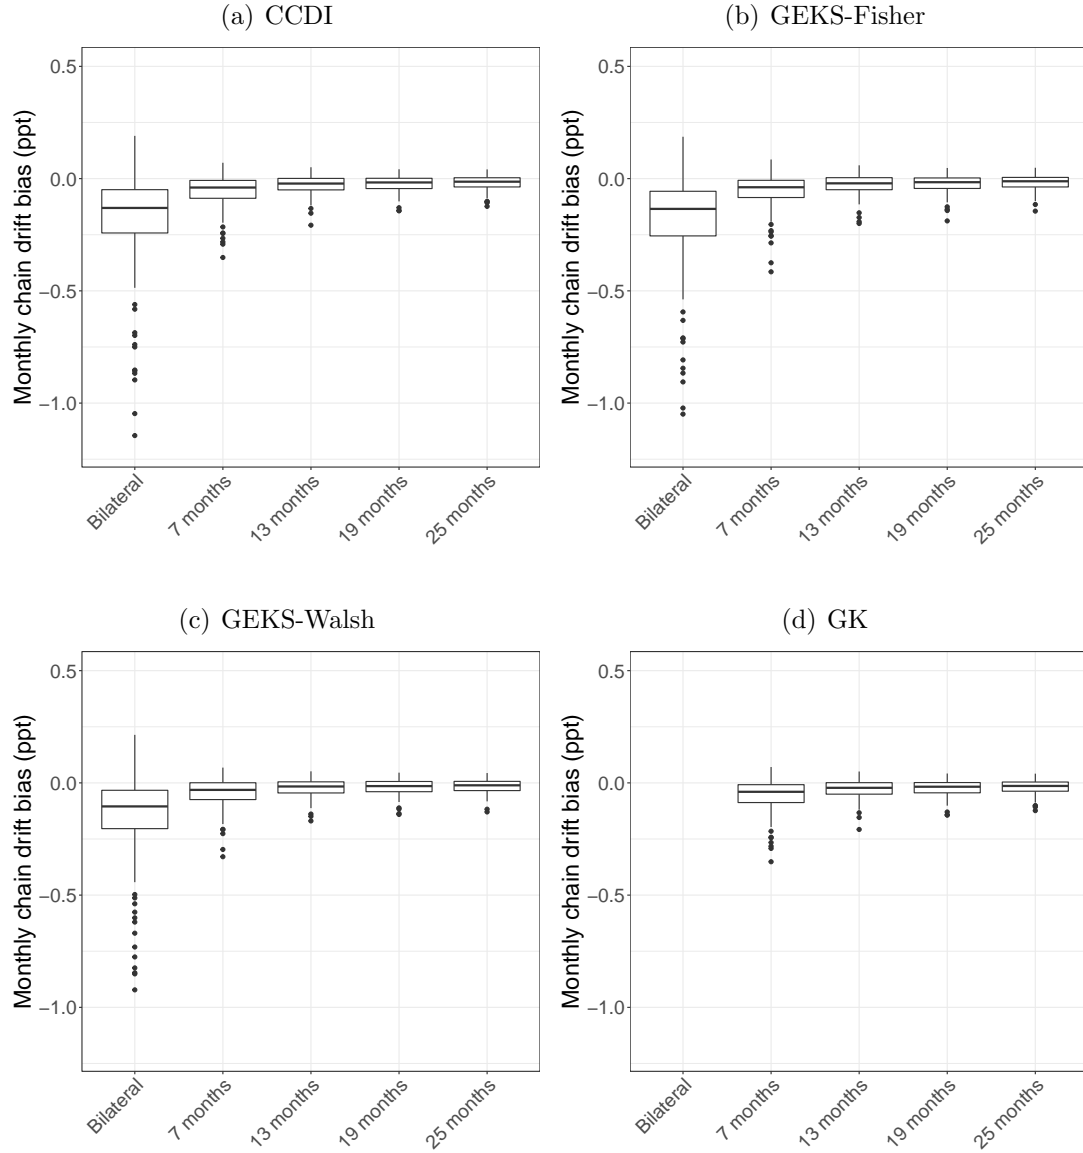 (a) CCDI
Monthly chain drift bias (ppt)
0.5
0.0
−0.5
−1.0
Bilateral
7 months
13 months
19 months
25 months
(b) GEKS-Fisher
Monthly chain drift bias (ppt)
0.5
0.0
−0.5
−1.0
Bilateral
7 months
13 months
19 months
25 months
(c) GEKS-Walsh
Monthly chain drift bias (ppt)
0.5
0.0
−0.5
−1.0
Bilateral
7 months
13 months
19 months
25 months
(d) GK
Monthly chain drift bias (ppt)
0.5
0.0
−0.5
−1.0
Bilateral
7 months
13 months
19 months
25 months